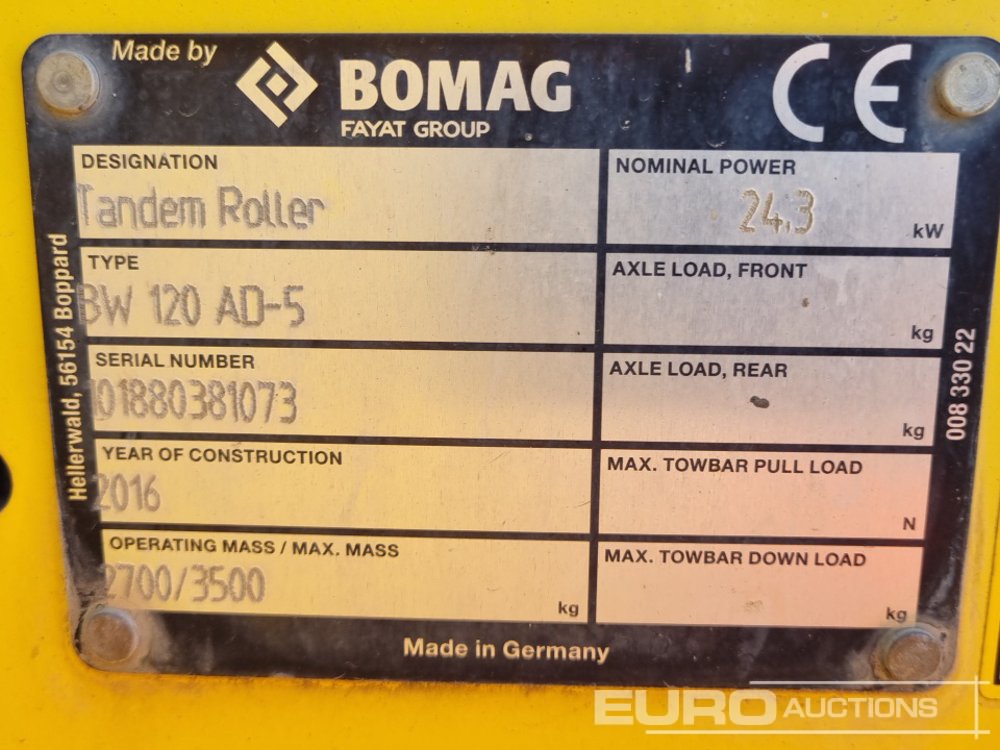 Made by
BOMAG
FAYAT GROUP
CE
DESIGNATION
Tandem Roller
NOMINAL POWER
24.3
kW
TYPE
BW 120 AD-5
AXLE LOAD, FRONT
kg
SERIAL NUMBER
101880381073
AXLE LOAD, REAR
kg
YEAR OF CONSTRUCTION
2016
MAX. TOWBAR PULL LOAD
N
OPERATING MASS / MAX. MASS
2700/3500
kg
MAX. TOWBAR DOWN LOAD
kg
Made in Germany
Hellerwald, 56154 Boppard
008 330 22
EURO AUCTIONS